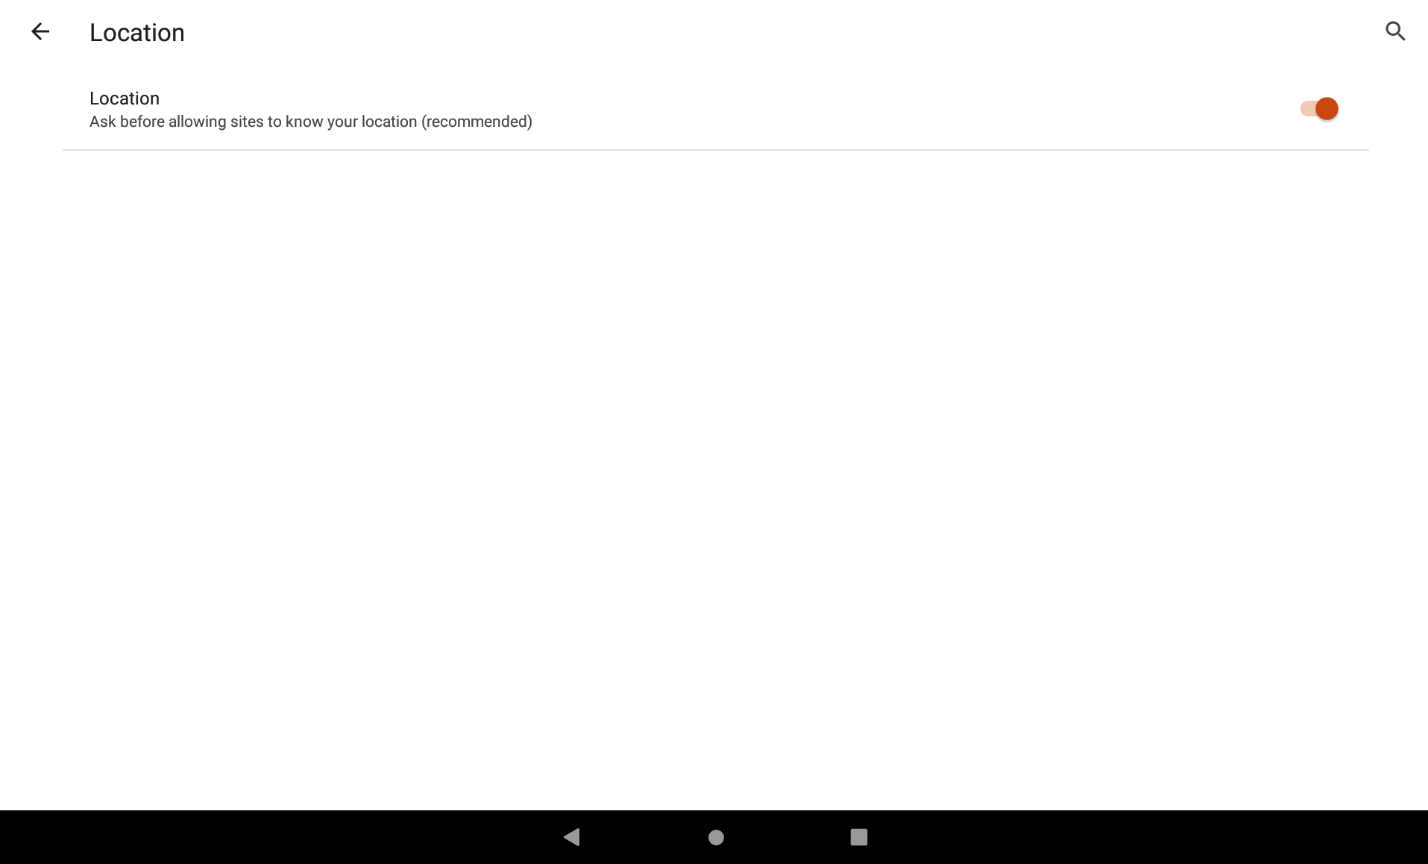 Location
Location
Ask before allowing sites to know your location (recommended)